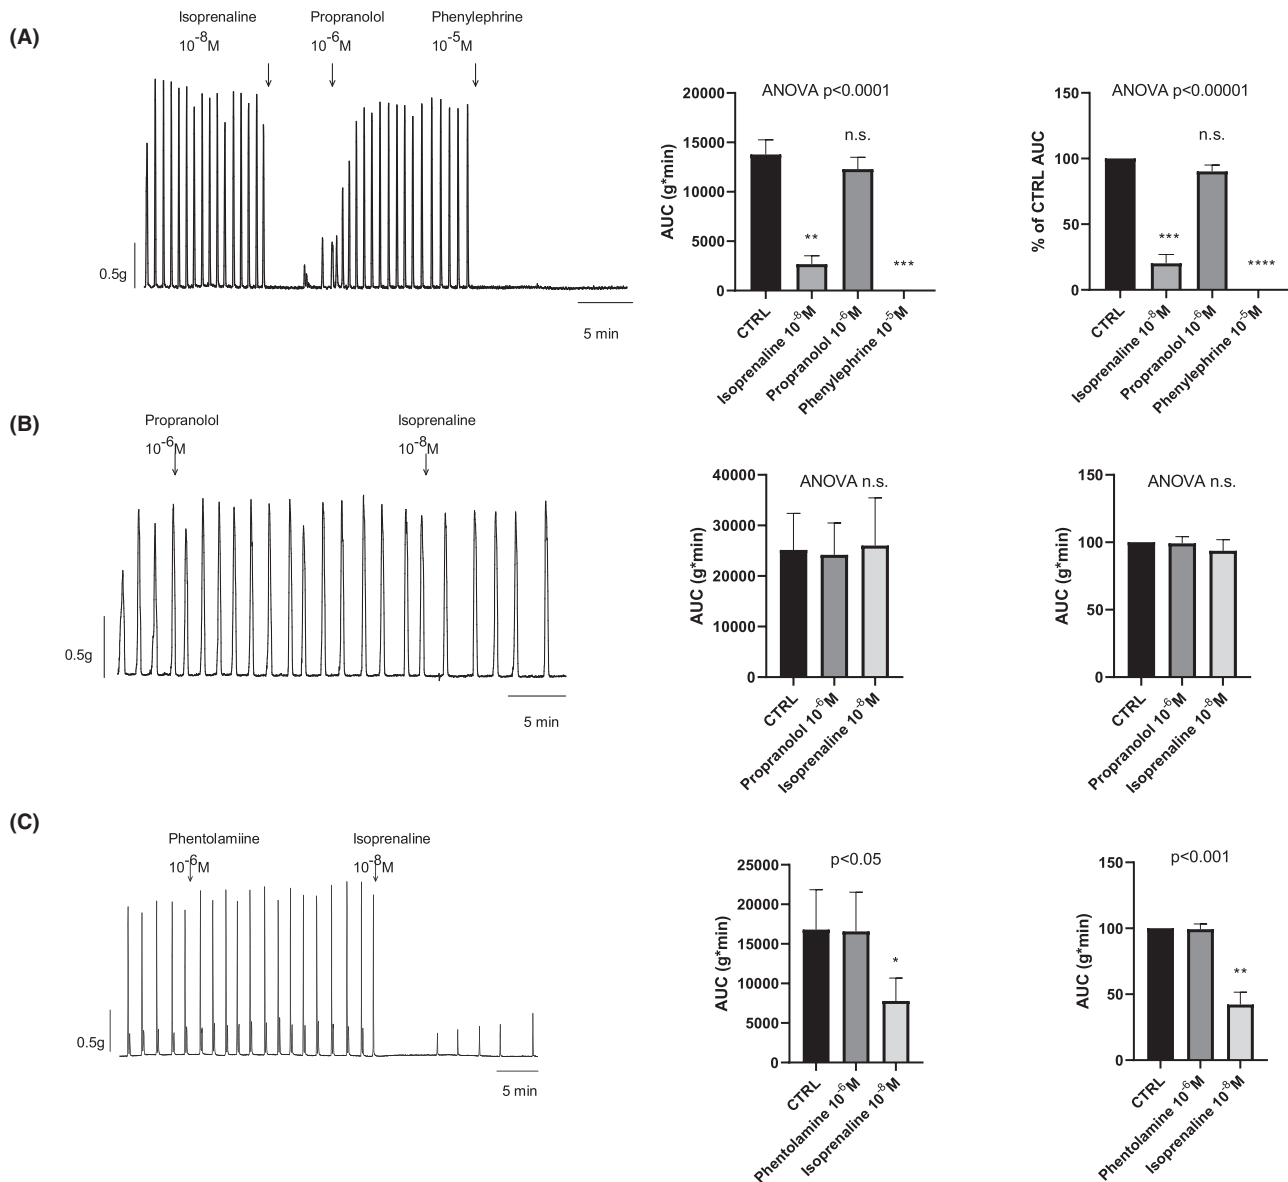 (A)
Isoprenaline
10-8M
Propranolol
10-6M
Phenylephrine
10-5M
0.5g
5 min
ANOVA p<0.0001
AUC (g*min)
20000
15000
10000
5000
0
**
n.s.
***
CTRL
Isoprenaline 10-8M
Propranolol 10-6M
Phenylephrine 10-5M
ANOVA p<0.00001
% of CTRL AUC
150
100
50
0
***
n.s.
****
CTRL
Isoprenaline 10-8M
Propranolol 10-6M
Phenylephrine 10-5M
(B)
Propranolol
10-6M
Isoprenaline
10-8M
0.5g
5 min
ANOVA n.s.
AUC (g*min)
40000
30000
20000
10000
0
CTRL
Propranolol 10-6M
Isoprenaline 10-8M
ANOVA n.s.
AUC (g*min)
150
100
50
0
CTRL
Propranolol 10-6M
Isoprenaline 10-8M
(C)
Phentolamiine
10-6M
Isoprenaline
10-8M
0.5g
5 min
p<0.05
AUC (g*min)
25000
20000
15000
10000
5000
0
*
CTRL
Phentolamine 10-6M
Isoprenaline 10-8M
p<0.001
AUC (g*min)
150
100
50
0
**
CTRL
Phentolamine 10-6M
Isoprenaline 10-8M